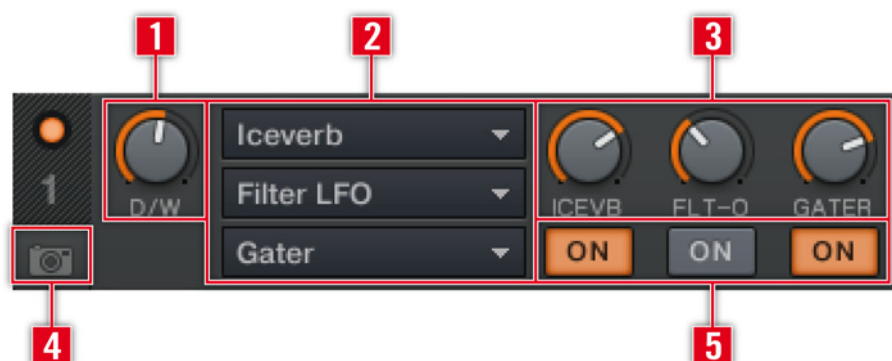 1 2 3
Iceverb
Filter LFO
Gater
1
D/W
ICEVB FLT-O GATER
ON ON ON
4 5